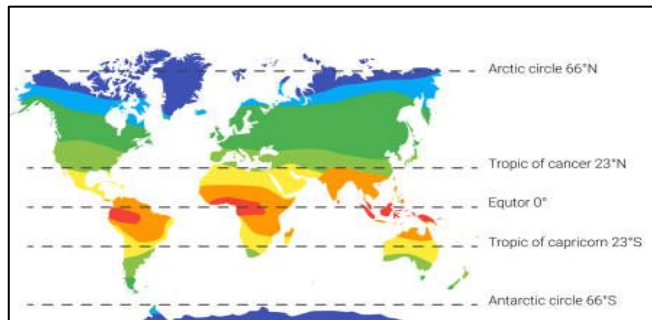 Arctic circle 66°N
Tropic of cancer 23°N
Equtor 0°
Tropic of capricorn 23°S
Antarctic circle 66°S